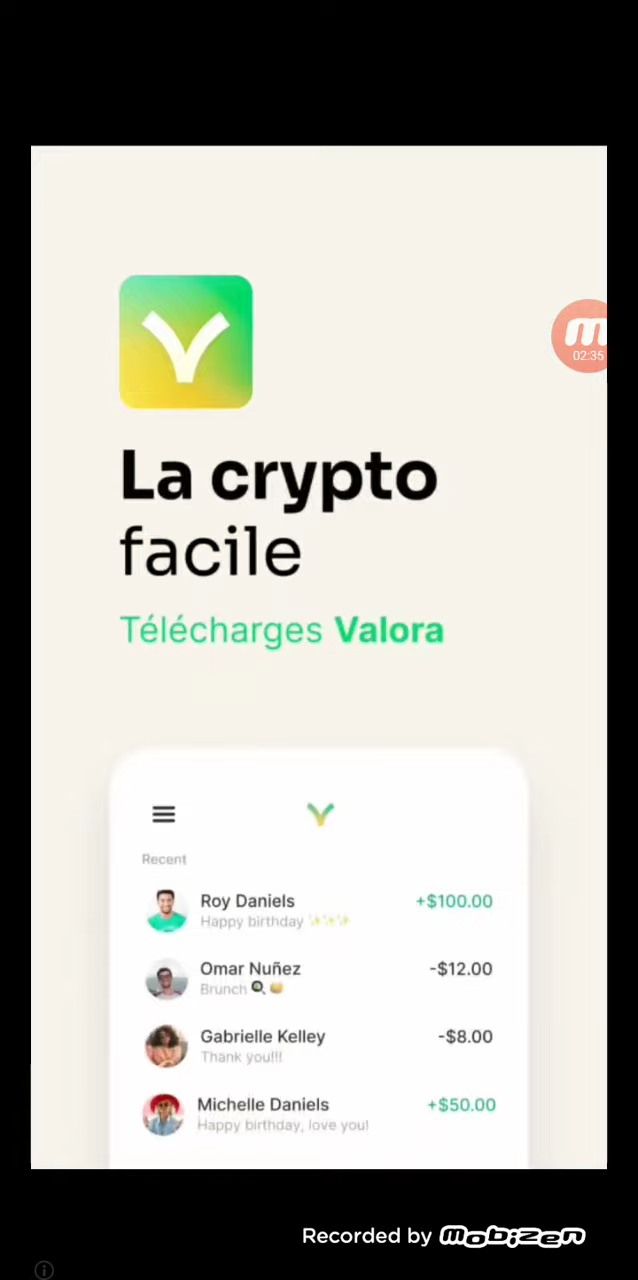 02:35
La crypto
facile
Télécharges Valora
Recent
Roy Daniels +$100.00
Happy birthday ✨✨✨
Omar Nuñez -$12.00
Brunch 🍳🥞
Gabrielle Kelley -$8.00
Thank you!!!
Michelle Daniels +$50.00
Happy birthday, love you!
Recorded by mobizen